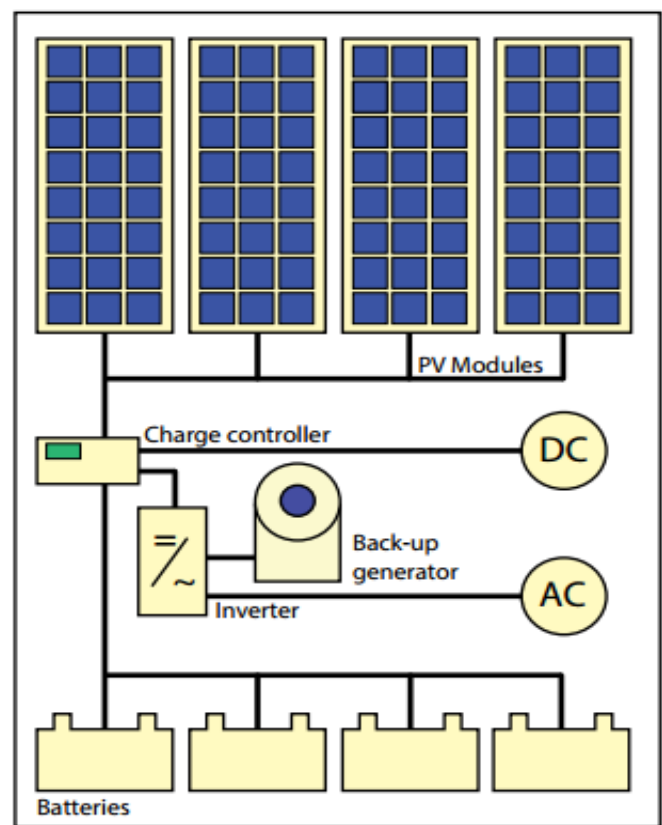 PV Modules
Charge controller
DC
=/~
Back-up
generator
AC
Inverter
Batteries